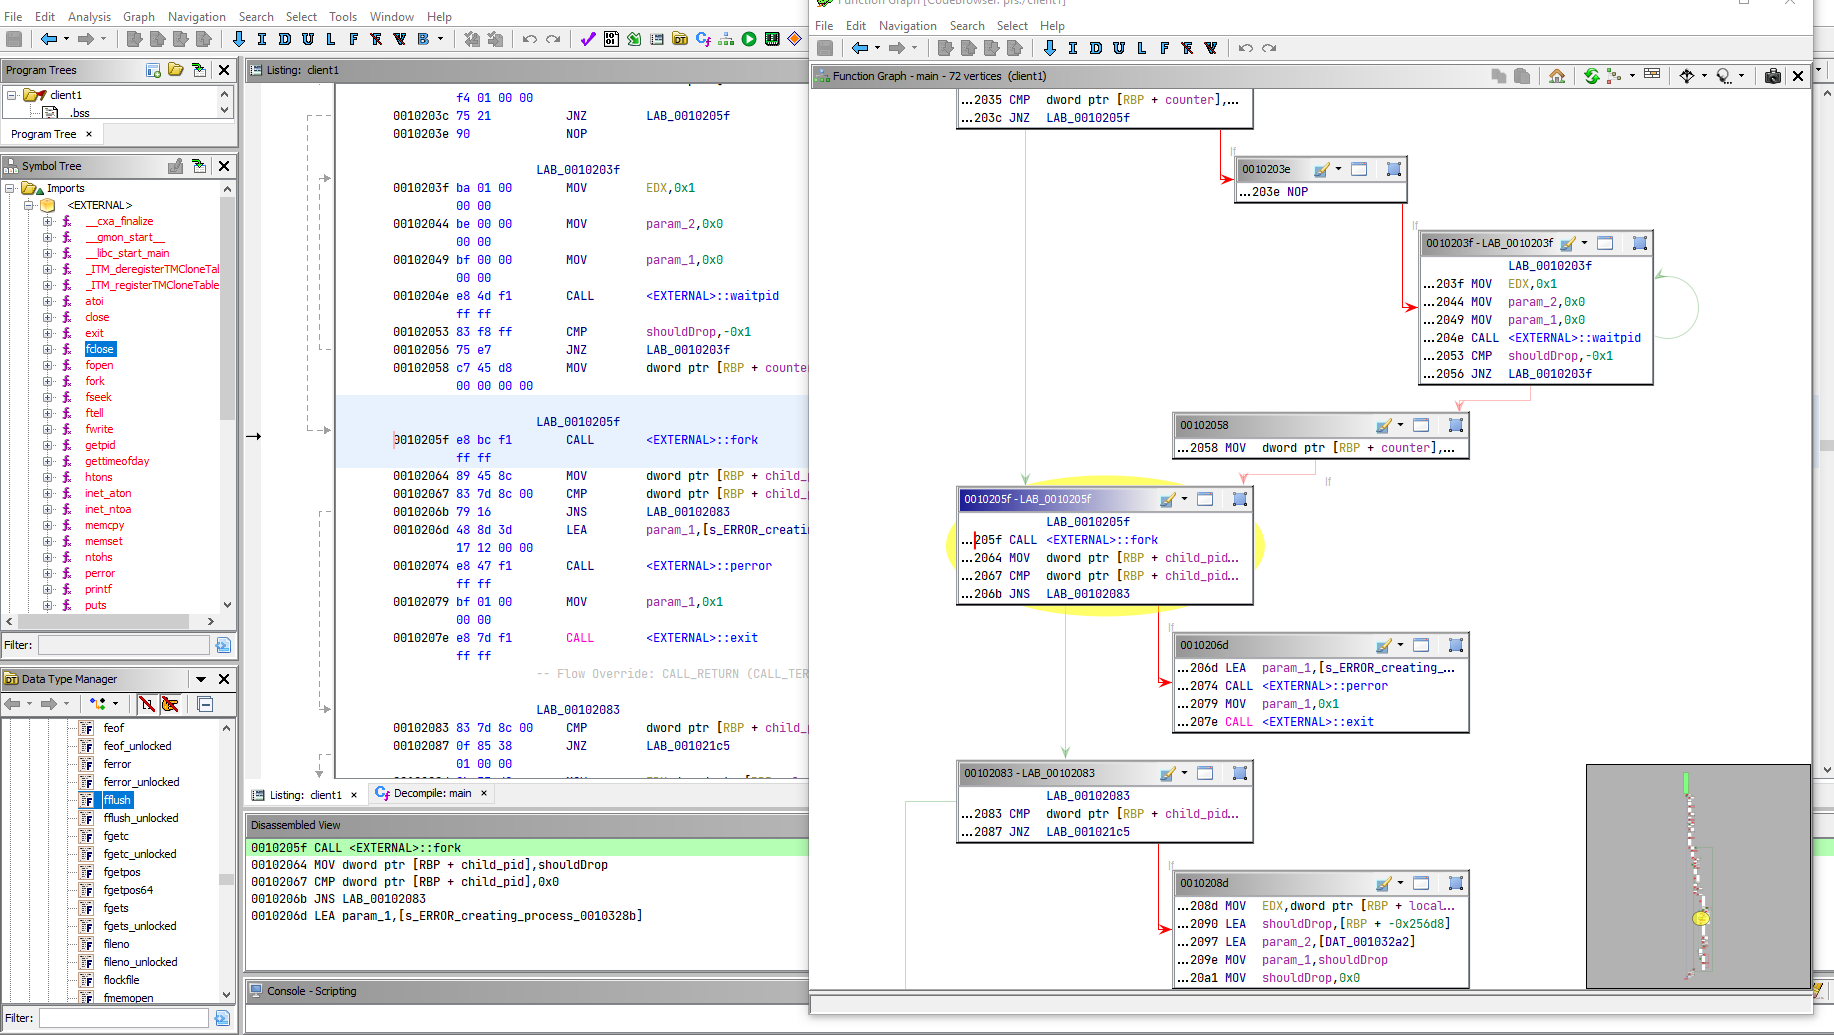 File Edit Analysis Graph Navigation Search Select Tools Window Help
I D U L F B
Program Trees
client1
.bss
Program Tree ×
Symbol Tree
Imports
<EXTERNAL>
__cxa_finalize
__gmon_start__
__libc_start_main
_ITM_deregisterTMCloneTabl
_ITM_registerTMCloneTable
atoi
close
exit
fclose
fopen
fork
fseek
ftell
fwrite
getpid
gettimeofday
htons
inet_aton
inet_ntoa
memcpy
memset
ntohs
perror
printf
puts
Filter:
Data Type Manager
feof
feof_unlocked
ferror
ferror_unlocked
fflush
fflush_unlocked
fgetc
fgetc_unlocked
fgetpos
fgetpos64
fgets
fgets_unlocked
fileno
fileno_unlocked
flockfile
fmemopen
Filter:
Listing: client1
f4 01 00 00
0010203c 75 21 JNZ LAB_0010205f
0010203e 90 NOP
LAB_0010203f
0010203f ba 01 00 MOV EDX,0x1
00 00
00102044 be 00 00 MOV param_2,0x0
00 00
00102049 bf 00 00 MOV param_1,0x0
00 00
0010204e e8 4d f1 CALL <EXTERNAL>::waitpid
ff ff
00102053 83 f8 ff CMP shouldDrop,-0x1
00102056 75 e7 JNZ LAB_0010203f
00102058 c7 45 d8 MOV dword ptr [RBP + counter
00 00 00 00
LAB_0010205f
0010205f e8 bc f1 CALL <EXTERNAL>::fork
ff ff
00102064 89 45 8c MOV dword ptr [RBP + child_p
00102067 83 7d 8c 00 CMP dword ptr [RBP + child_p
0010206b 79 16 JNS LAB_00102083
0010206d 48 8d 3d LEA param_1,[s_ERROR_creatin
17 12 00 00
00102074 e8 47 f1 CALL <EXTERNAL>::perror
ff ff
00102079 bf 01 00 MOV param_1,0x1
00 00
0010207e e8 7d f1 CALL <EXTERNAL>::exit
ff ff
-- Flow Override: CALL_RETURN (CALL_TER
LAB_00102083
00102083 83 7d 8c 00 CMP dword ptr [RBP + child_p
00102087 0f 85 38 JNZ LAB_001021c5
01 00 00
Listing: client1 × Decompile: main ×
Disassembled View
0010205f CALL <EXTERNAL>::fork
00102064 MOV dword ptr [RBP + child_pid],shouldDrop
00102067 CMP dword ptr [RBP + child_pid],0x0
0010206b JNS LAB_00102083
0010206d LEA param_1,[s_ERROR_creating_process_0010328b]
Console - Scripting
Function Graph [CodeBrowser: prs:/client1]
File Edit Navigation Search Select Help
I D U L F
Function Graph - main - 72 vertices (client1)
...2035 CMP dword ptr [RBP + counter],...
...203c JNZ LAB_0010205f
If
0010203e
...203e NOP
If
0010203f - LAB_0010203f
LAB_0010203f
...203f MOV EDX,0x1
...2044 MOV param_2,0x0
...2049 MOV param_1,0x0
...204e CALL <EXTERNAL>::waitpid
...2053 CMP shouldDrop,-0x1
...2056 JNZ LAB_0010203f
00102058
...2058 MOV dword ptr [RBP + counter],...
If
0010205f - LAB_0010205f
LAB_0010205f
...205f CALL <EXTERNAL>::fork
...2064 MOV dword ptr [RBP + child_pid...
...2067 CMP dword ptr [RBP + child_pid...
...206b JNS LAB_00102083
If
0010206d
...206d LEA param_1,[s_ERROR_creating_...
...2074 CALL <EXTERNAL>::perror
...2079 MOV param_1,0x1
...207e CALL <EXTERNAL>::exit
00102083 - LAB_00102083
LAB_00102083
...2083 CMP dword ptr [RBP + child_pid...
...2087 JNZ LAB_001021c5
If
0010208d
...208d MOV EDX,dword ptr [RBP + local...
...2090 LEA shouldDrop,[RBP + -0x256d8]
...2097 LEA param_2,[DAT_001032a2]
...209e MOV param_1,shouldDrop
...20a1 MOV shouldDrop,0x0